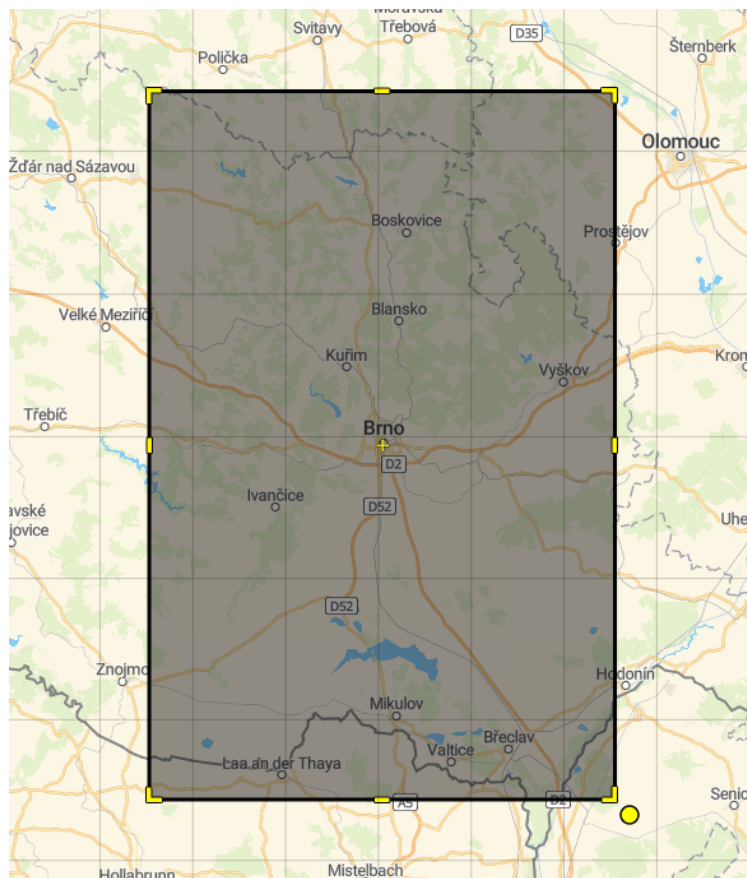 Moravská
Svitavy
Třebová
D35
Šternberk
Polička
Olomouc
Žďár nad Sázavou
Boskovice
Prostějov
Velké Meziříčí
Blansko
Kuřim
Vyškov
Krom
Třebíč
Brno
D2
Ivančice
D52
avské
jovice
Uhe
D52
Znojmo
Hodonín
Mikulov
Břeclav
Valtice
Laa an der Thaya
Senic
A5
D2
Mistelbach
Hollabrunn